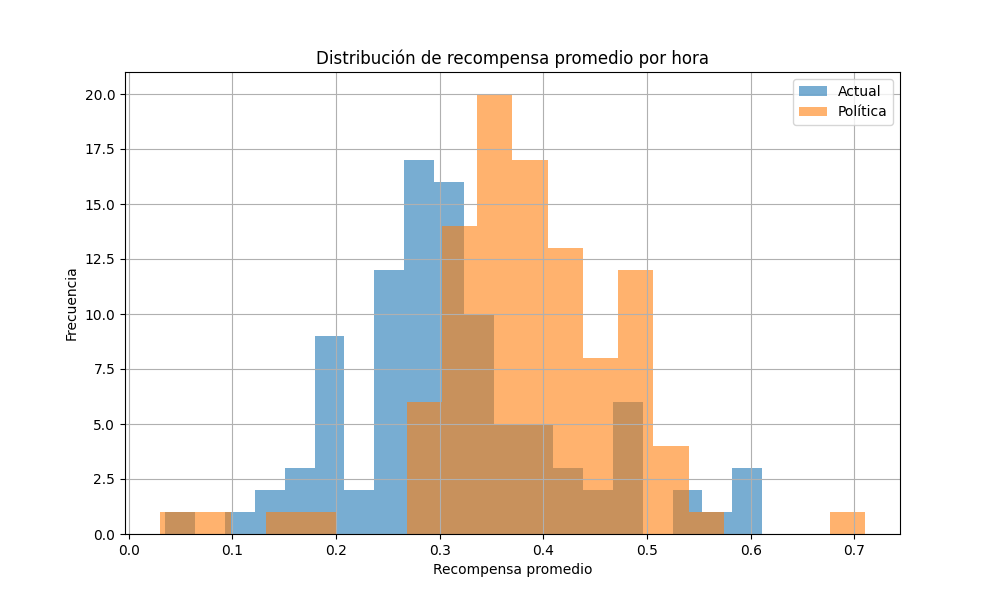 Distribución de recompensa promedio por hora
Actual
Política
Frecuencia
20.0
17.5
15.0
12.5
10.0
7.5
5.0
2.5
0.0
0.0 0.1 0.2 0.3 0.4 0.5 0.6 0.7
Recompensa promedio